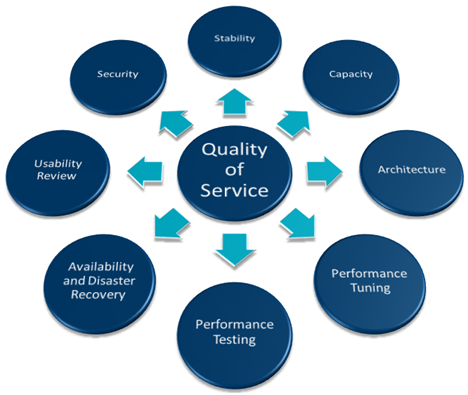 Stability
Security
Capacity
Quality
of
Service
Usability
Review
Architecture
Availability
and Disaster
Recovery
Performance
Tuning
Performance
Testing